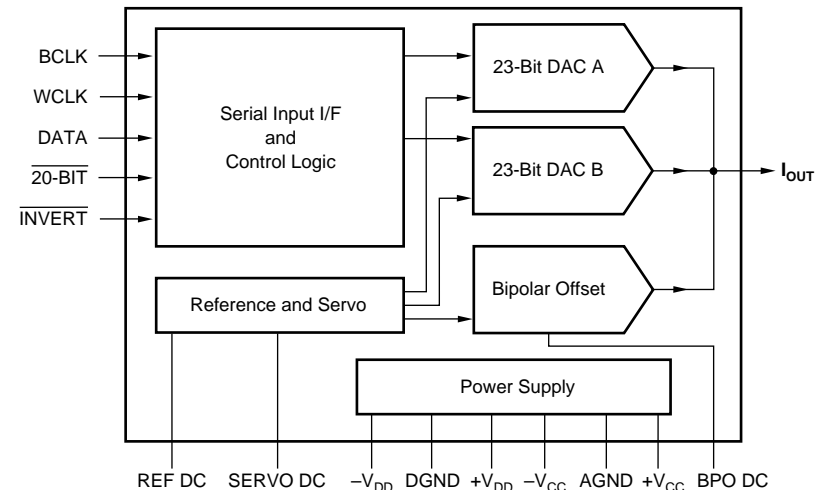 BCLK
WCLK
DATA
20-BIT
INVERT
Serial Input I/F
and
Control Logic
23-Bit DAC A
23-Bit DAC B
IOUT
Reference and Servo
Bipolar Offset
Power Supply
REF DC SERVO DC –VDD DGND +VDD –VCC AGND +VCC BPO DC